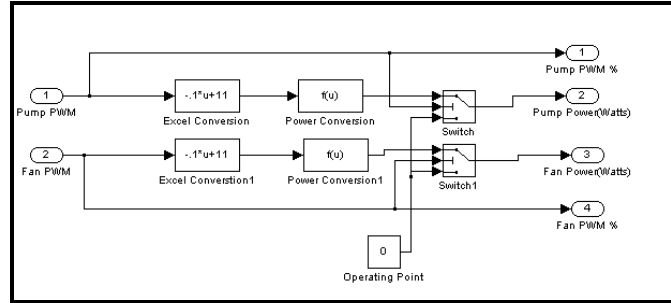 1
Pump PWM %
1
Pump PWM
-.1*u+11
Excel Conversion
f(u)
Power Conversion
Switch
2
Pump Power(Watts)
2
Fan PWM
-.1*u+11
Excel Converstion1
f(u)
Power Conversion1
Switch1
3
Fan Power(Watts)
4
Fan PWM %
0
Operating Point